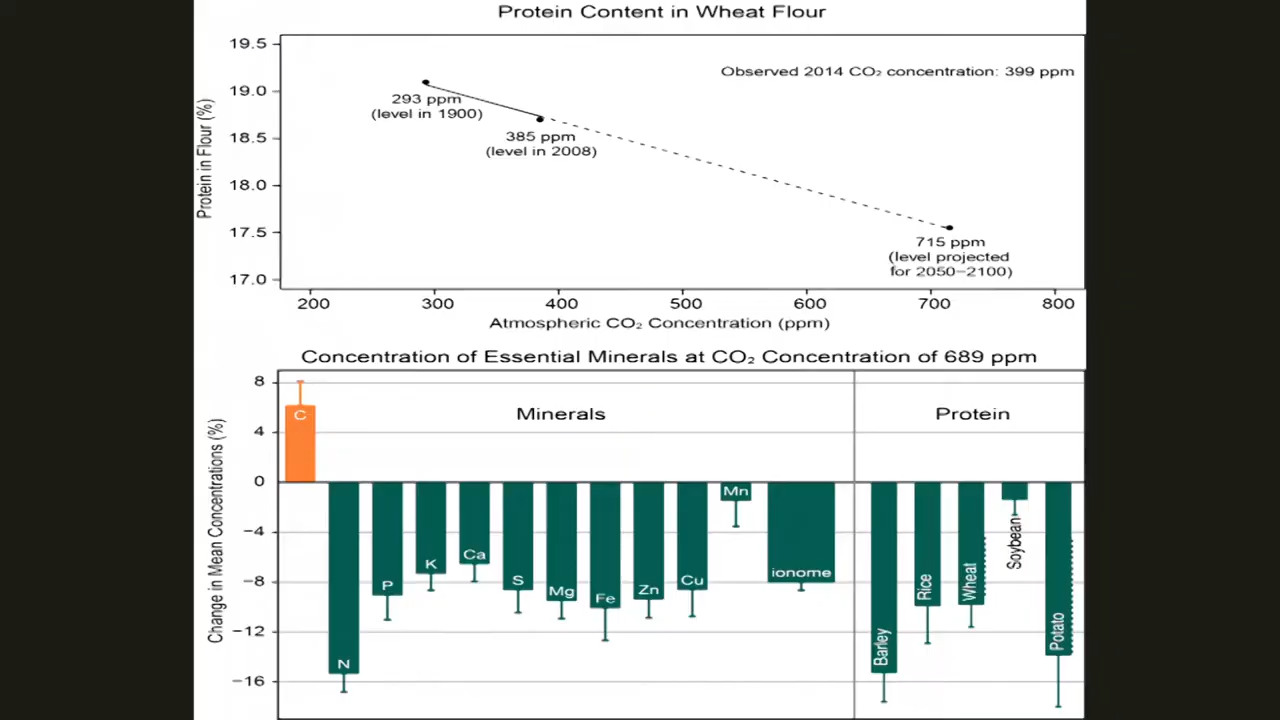 Protein Content in Wheat Flour
19.5
19.0
18.5
18.0
17.5
17.0
Protein in Flour (%)
Observed 2014 CO₂ concentration: 399 ppm
293 ppm
(level in 1900)
385 ppm
(level in 2008)
715 ppm
(level projected
for 2050–2100)
200 300 400 500 600 700 800
Atmospheric CO₂ Concentration (ppm)
Concentration of Essential Minerals at CO₂ Concentration of 689 ppm
8
4
0
−4
−8
−12
−16
Change in Mean Concentrations (%)
Minerals
Protein
C
N
P
K
Ca
S
Mg
Fe
Zn
Cu
Mn
ionome
Barley
Rice
Wheat
Soybean
Potato